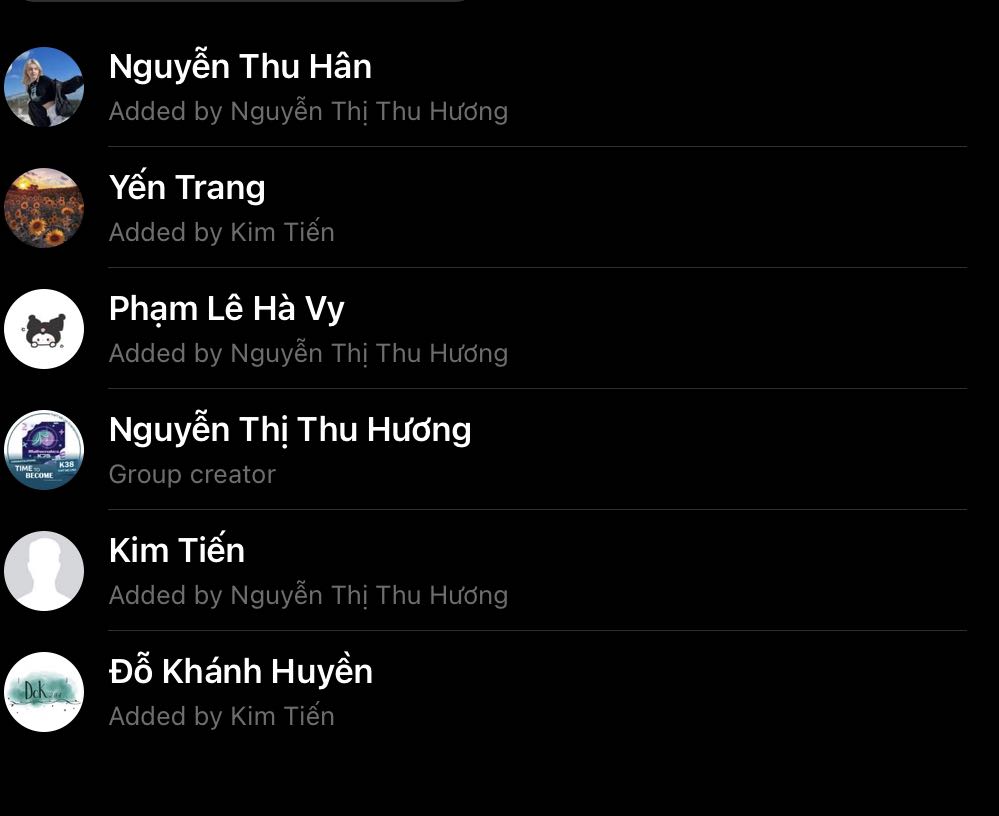 Nguyễn Thu Hân
Added by Nguyễn Thị Thu Hương
Yến Trang
Added by Kim Tiến
Phạm Lê Hà Vy
Added by Nguyễn Thị Thu Hương
Nguyễn Thị Thu Hương
Group creator
K38
TIME TO
BECOME
Kim Tiến
Added by Nguyễn Thị Thu Hương
Đỗ Khánh Huyền
Added by Kim Tiến